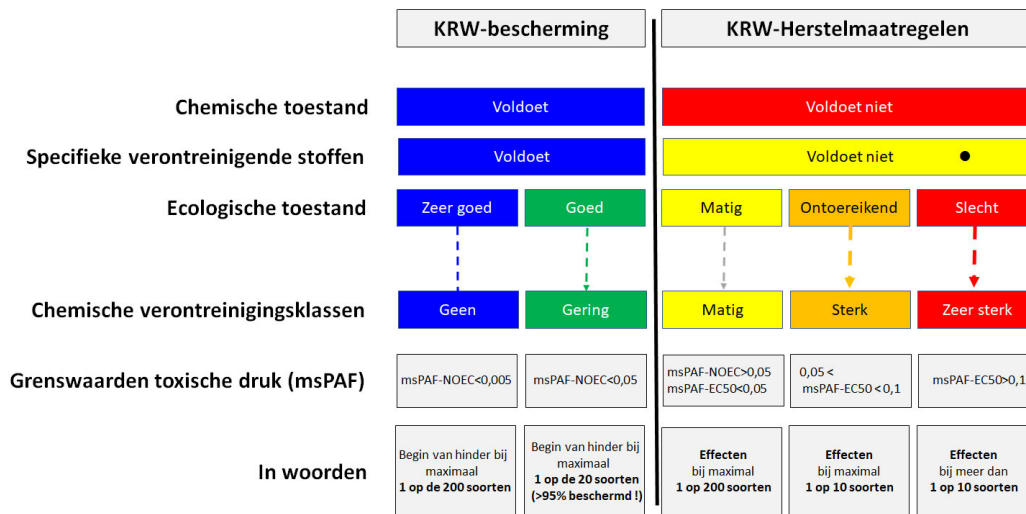 KRW-bescherming KRW-Herstelmaatregelen
Chemische toestand Voldoet Voldoet niet
Specifieke verontreinigende stoffen Voldoet Voldoet niet
Ecologische toestand Zeer goed Goed Matig Ontoereikend Slecht
Chemische verontreinigingsklassen Geen Gering Matig Sterk Zeer sterk
Grenswaarden toxische druk (msPAF)
msPAF-NOEC<0,005
msPAF-NOEC<0,05
msPAF-NOEC>0,05
msPAF-EC50<0,05
0,05 <
msPAF-EC50 < 0,1
msPAF-EC50>0,1
In woorden
Begin van hinder bij
maximaal
1 op de 200 soorten
Begin van hinder bij
maximaal
1 op de 20 soorten
(>95% beschermd !)
Effecten
bij maximal
1 op 200 soorten
Effecten
bij maximal
1 op 10 soorten
Effecten
bij meer dan
1 op 10 soorten